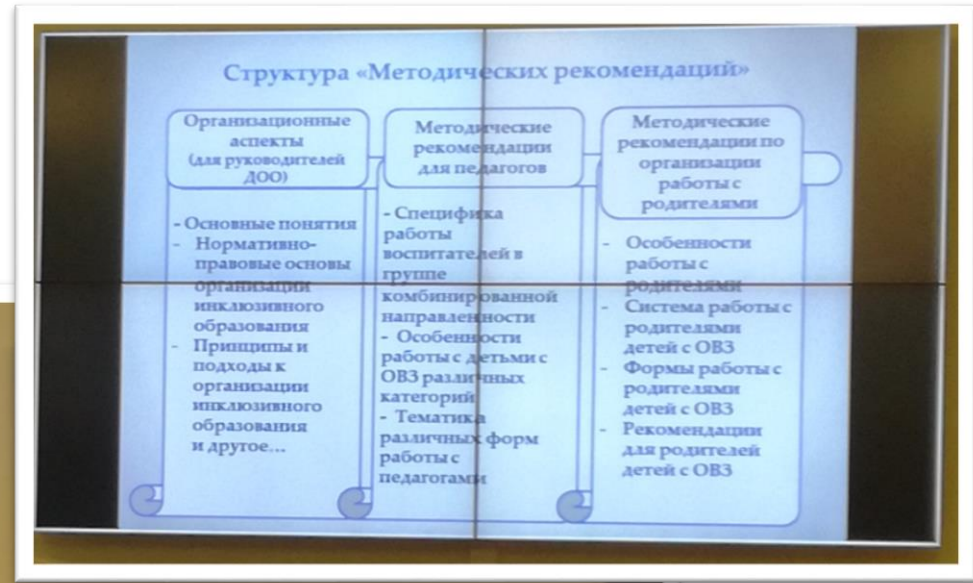 Структура «Методических рекомендаций»
Организационные
аспекты
(для руководителей
ДОО)
- Основные понятия
- Нормативно-
правовые основы
организации
инклюзивного
образования
- Принципы и
подходы к
организации
инклюзивного
образования
и другое...
Методические
рекомендации
для педагогов
- Специфика
работы
воспитателей в
группе
комбинированной
направленности
- Особенности
работы с детьми с
ОВЗ различных
категорий
- Тематика
различных форм
работы с
педагогами
Методические
рекомендации по
организации
работы с
родителями
- Особенности
работы с
родителями
- Система работы с
родителями
детей с ОВЗ
- Формы работы с
родителями
детей с ОВЗ
- Рекомендации
для родителей
детей с ОВЗ